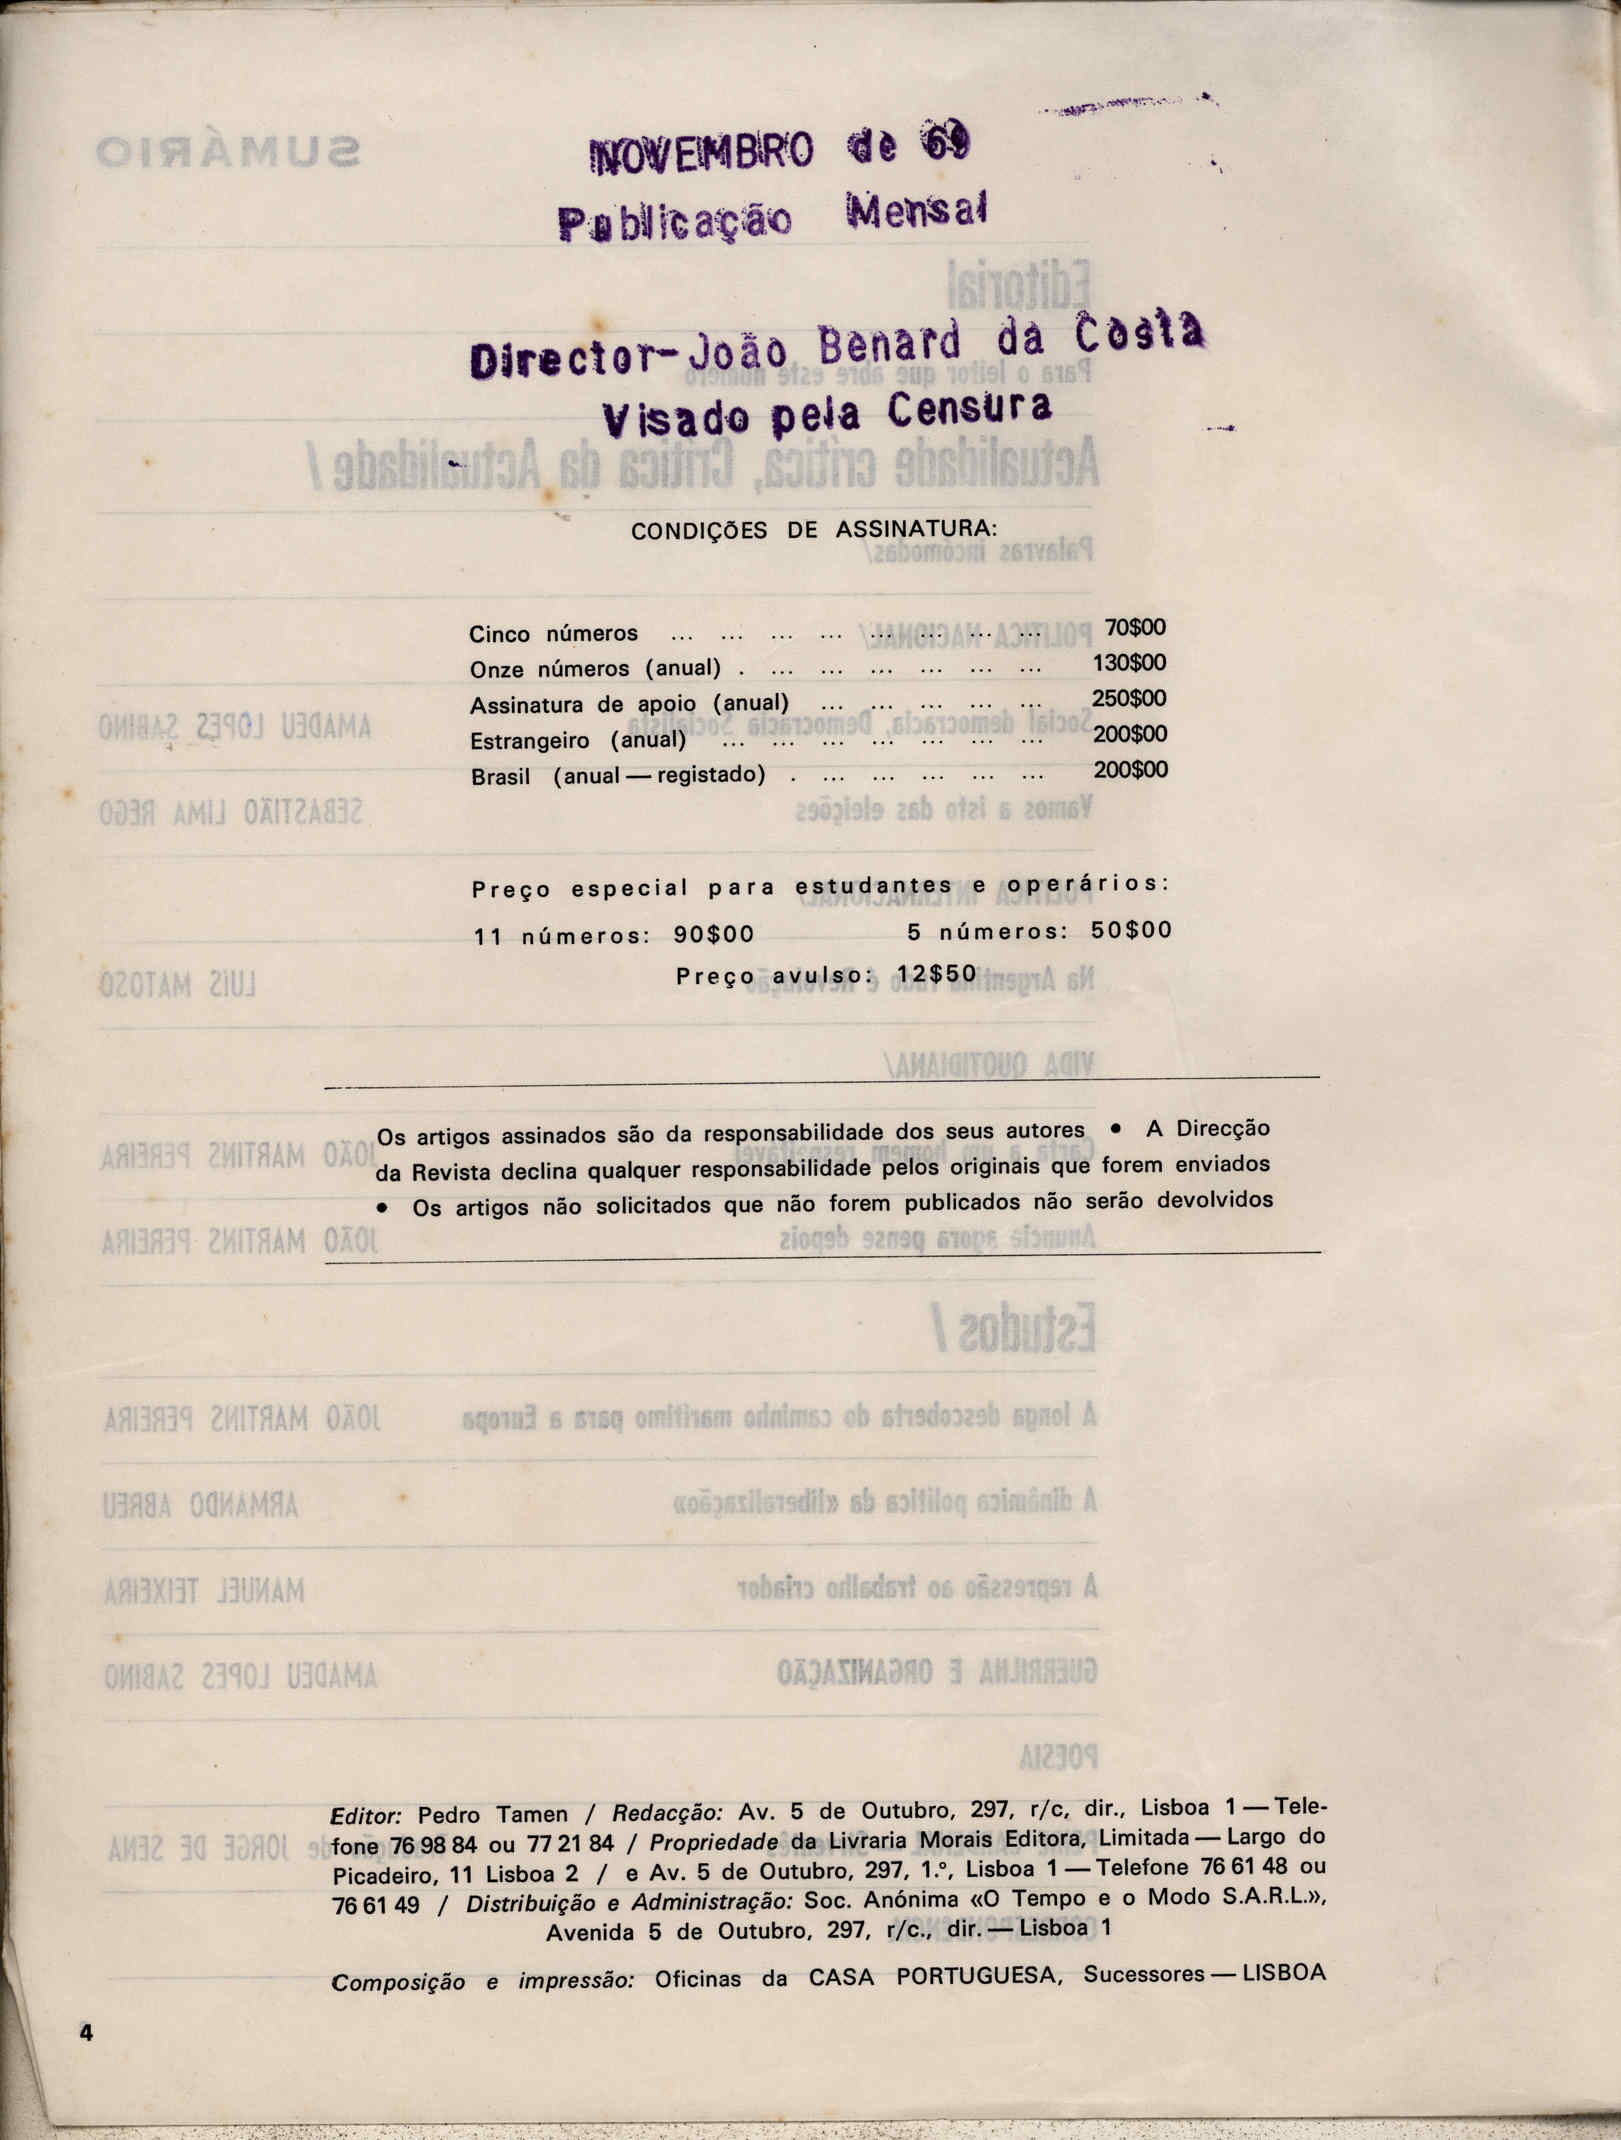 NOVEMBRO de 69
Publicação Mensal
Director-João Benard da Costa
Visado pela Censura
CONDIÇÕES DE ASSINATURA:
Cinco números ... ... ... ... ... ... ... ... 70$00
Onze números (anual) . ... ... ... ... ... ... 130$00
Assinatura de apoio (anual) ... ... ... ... ... 250$00
Estrangeiro (anual) ... ... ... ... ... ... ... 200$00
Brasil (anual — registado) . ... ... ... ... ... 200$00
Preço especial para estudantes e operários:
11 números: 90$00 5 números: 50$00
Preço avulso: 12$50
Os artigos assinados são da responsabilidade dos seus autores • A Direcção
da Revista declina qualquer responsabilidade pelos originais que forem enviados
• Os artigos não solicitados que não forem publicados não serão devolvidos
Editor: Pedro Tamen / Redacção: Av. 5 de Outubro, 297, r/c, dir., Lisboa 1 — Tele-
fone 76 98 84 ou 77 21 84 / Propriedade da Livraria Morais Editora, Limitada — Largo do
Picadeiro, 11 Lisboa 2 / e Av. 5 de Outubro, 297, 1.º, Lisboa 1 — Telefone 76 61 48 ou
76 61 49 / Distribuição e Administração: Soc. Anónima «O Tempo e o Modo S.A.R.L.»,
Avenida 5 de Outubro, 297, r/c., dir. — Lisboa 1
Composição e impressão: Oficinas da CASA PORTUGUESA, Sucessores — LISBOA
4